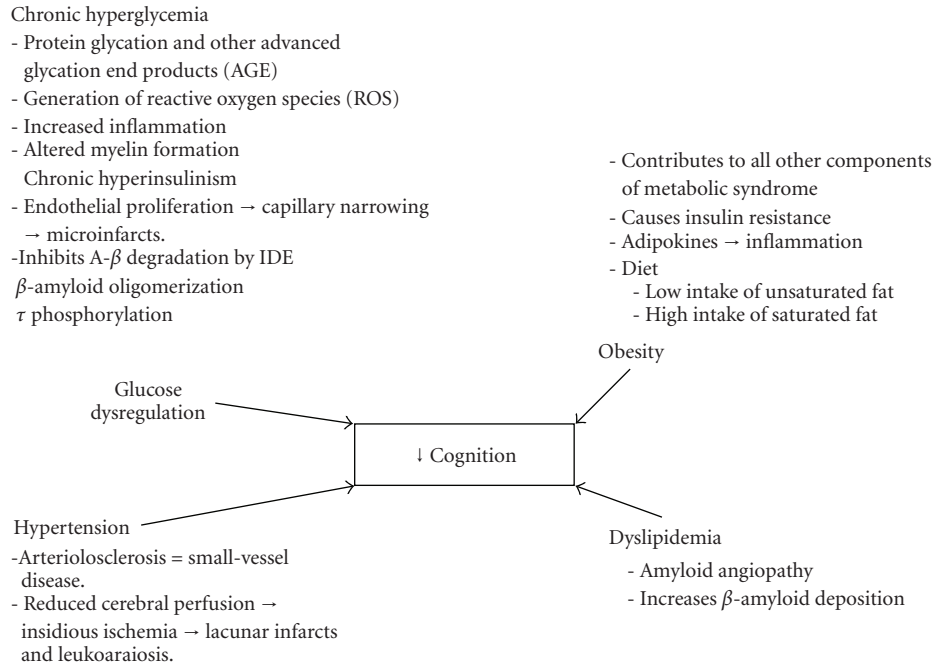 Chronic hyperglycemia
- Protein glycation and other advanced
glycation end products (AGE)
- Generation of reactive oxygen species (ROS)
- Increased inflammation
- Altered myelin formation
Chronic hyperinsulinism
- Endothelial proliferation → capillary narrowing
→ microinfarcts.
-Inhibits A-β degradation by IDE
β-amyloid oligomerization
τ phosphorylation
- Contributes to all other components
of metabolic syndrome
- Causes insulin resistance
- Adipokines → inflammation
- Diet
- Low intake of unsaturated fat
- High intake of saturated fat
Obesity
Glucose
dysregulation
↓ Cognition
Hypertension
-Arteriolosclerosis = small-vessel
disease.
- Reduced cerebral perfusion →
insidious ischemia → lacunar infarcts
and leukoaraiosis.
Dyslipidemia
- Amyloid angiopathy
- Increases β-amyloid deposition